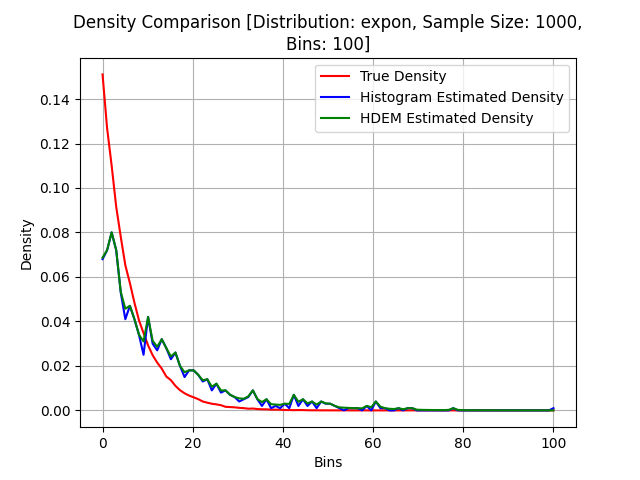 Density Comparison [Distribution: expon, Sample Size: 1000,
Bins: 100]
True Density
Histogram Estimated Density
HDEM Estimated Density
Density
0.14
0.12
0.10
0.08
0.06
0.04
0.02
0.00
0
20
40
60
80
100
Bins